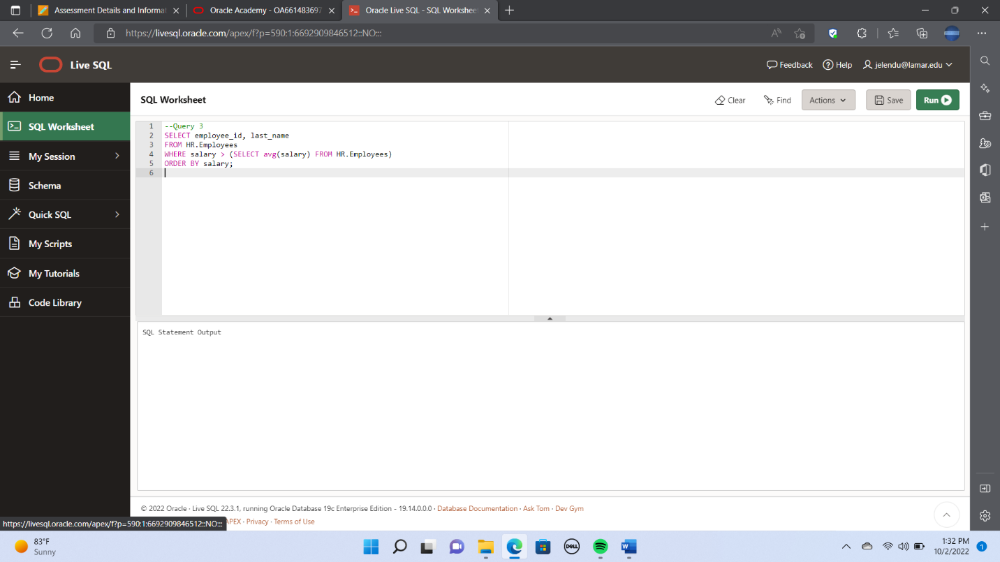 Assessment Details and Informat
Oracle Academy - OA661483697
Oracle Live SQL - SQL Workshee
https://livesql.oracle.com/apex/f?p=590:1:6692909846512::NO:::
Live SQL
Feedback
Help
jelendu@lamar.edu
Home
SQL Worksheet
My Session
Schema
Quick SQL
My Scripts
My Tutorials
Code Library
SQL Worksheet
Clear
Find
Actions
Save
Run
1 --Query 3
2 SELECT employee_id, last_name
3 FROM HR.Employees
4 WHERE salary > (SELECT avg(salary) FROM HR.Employees)
5 ORDER BY salary;
6
SQL Statement Output
© 2022 Oracle · Live SQL 22.3.1, running Oracle Database 19c Enterprise Edition - 19.14.0.0.0 · Database Documentation · Ask Tom · Dev Gym
APEX · Privacy · Terms of Use
https://livesql.oracle.com/apex/f?p=590:1:6692909846512::NO:::
83°F
Sunny
DELL
W
1:32 PM
10/2/2022
1